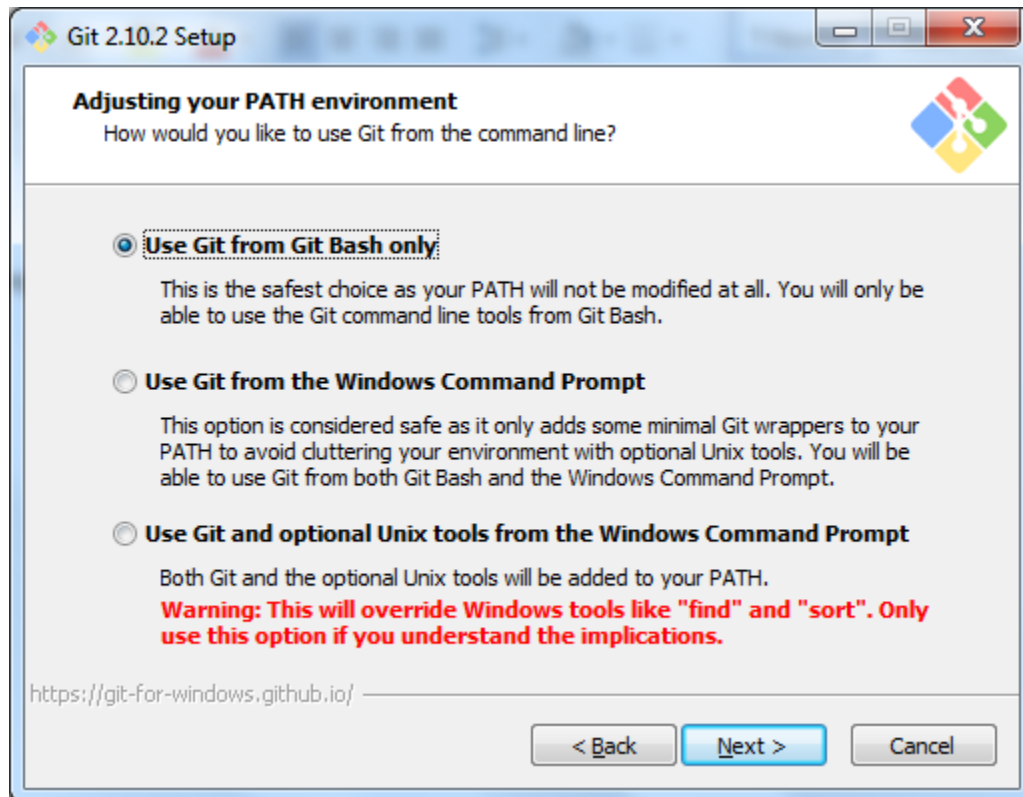 Git 2.10.2 Setup
Adjusting your PATH environment
How would you like to use Git from the command line?
Use Git from Git Bash only
This is the safest choice as your PATH will not be modified at all. You will only be
able to use the Git command line tools from Git Bash.
Use Git from the Windows Command Prompt
This option is considered safe as it only adds some minimal Git wrappers to your
PATH to avoid cluttering your environment with optional Unix tools. You will be
able to use Git from both Git Bash and the Windows Command Prompt.
Use Git and optional Unix tools from the Windows Command Prompt
Both Git and the optional Unix tools will be added to your PATH.
Warning: This will override Windows tools like "find" and "sort". Only
use this option if you understand the implications.
https://git-for-windows.github.io/
< Back
Next >
Cancel